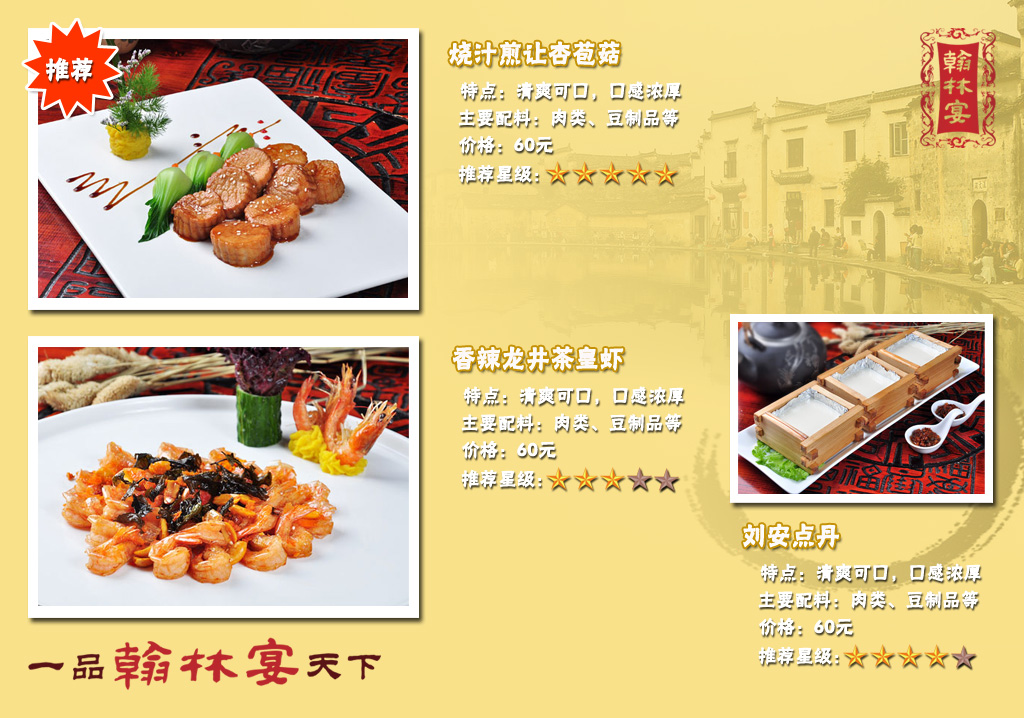 推荐
烧汁煎让杏苞菇
特点：清爽可口，口感浓厚
主要配料：肉类、豆制品等
价格：60元
推荐星级：
翰林宴
香辣龙井茶皇虾
特点：清爽可口，口感浓厚
主要配料：肉类、豆制品等
价格：60元
推荐星级：
刘安点丹
特点：清爽可口，口感浓厚
主要配料：肉类、豆制品等
价格：60元
推荐星级：
一品翰林宴天下